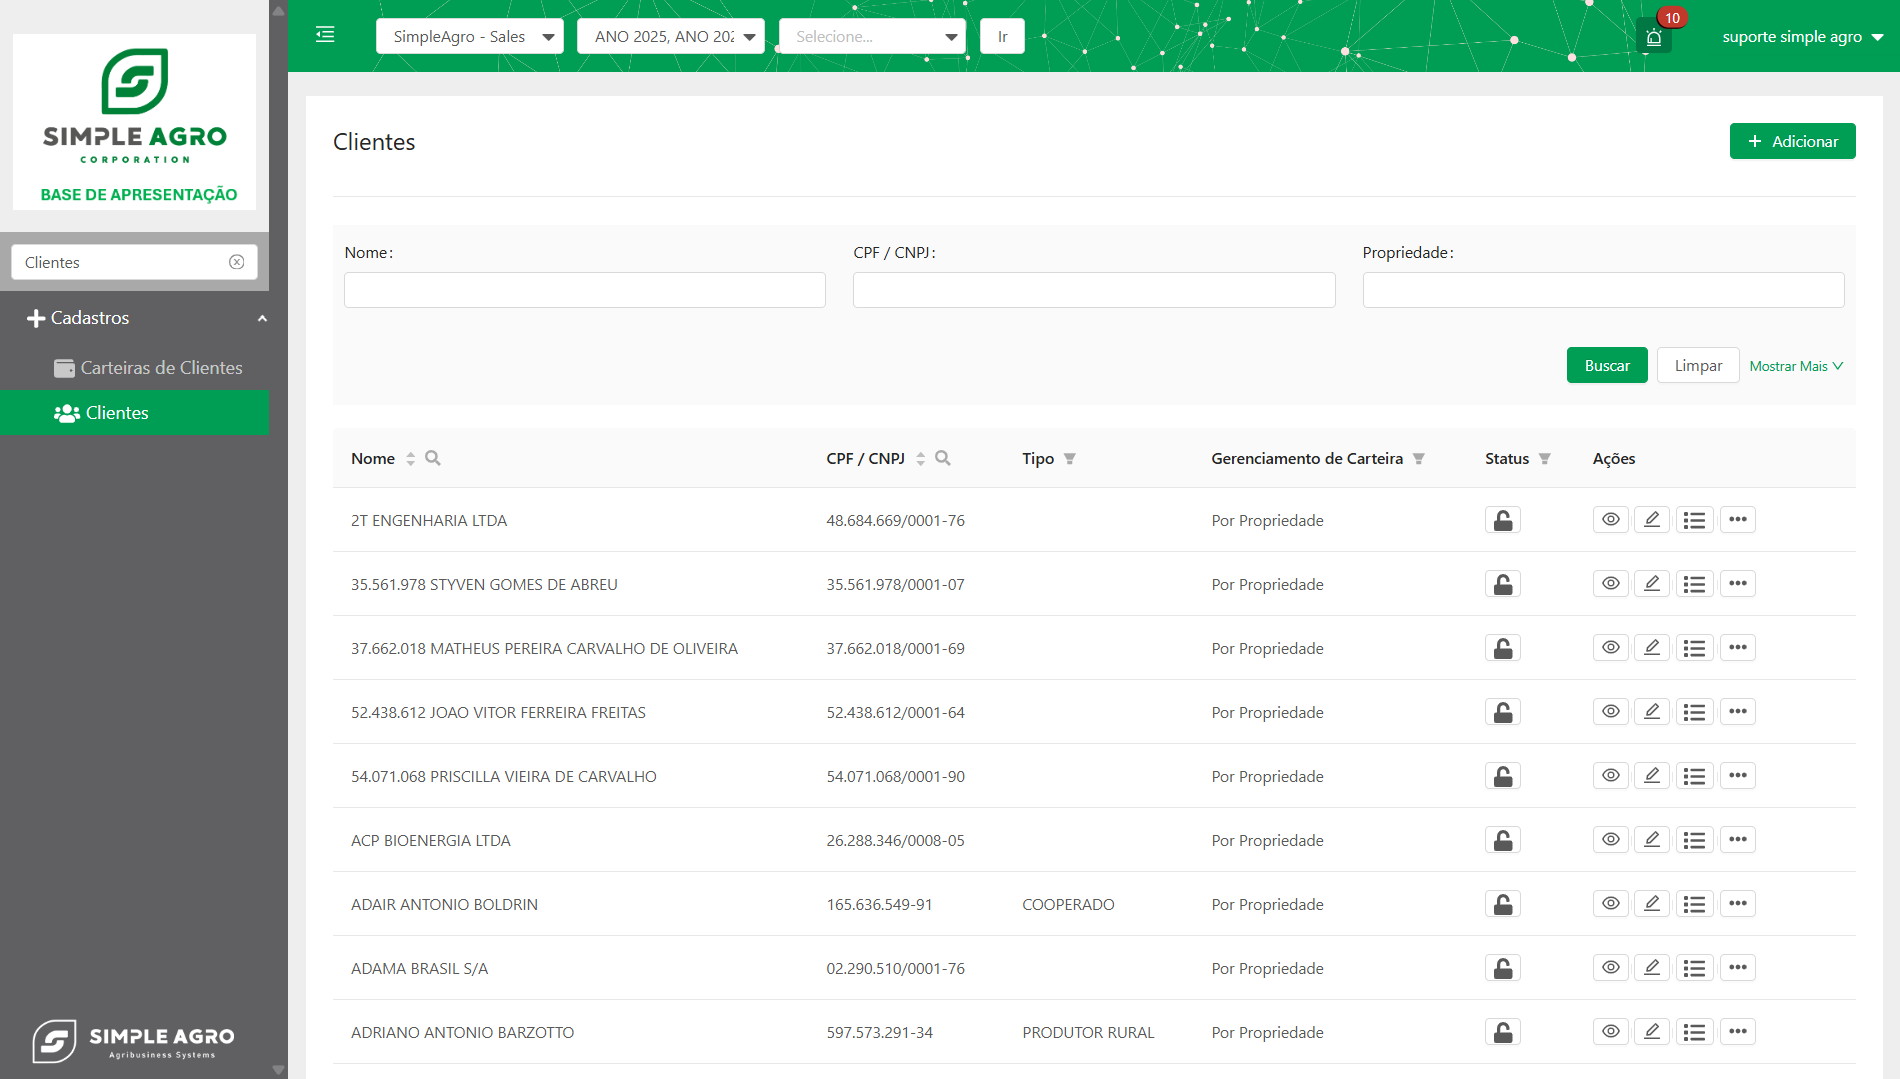 SIMPLE AGRO
CORPORATION
BASE DE APRESENTAÇÃO
Clientes
Cadastros
Carteiras de Clientes
Clientes
SIMPLE AGRO
Agribusiness Systems
SimpleAgro - Sales
ANO 2025, ANO 202
Selecione...
Ir
10
suporte simple agro
Clientes
Adicionar
Nome:
CPF / CNPJ:
Propriedade:
Buscar
Limpar
Mostrar Mais
Nome CPF / CNPJ Tipo Gerenciamento de Carteira Status Ações
2T ENGENHARIA LTDA 48.684.669/0001-76 Por Propriedade
35.561.978 STYVEN GOMES DE ABREU 35.561.978/0001-07 Por Propriedade
37.662.018 MATHEUS PEREIRA CARVALHO DE OLIVEIRA 37.662.018/0001-69 Por Propriedade
52.438.612 JOAO VITOR FERREIRA FREITAS 52.438.612/0001-64 Por Propriedade
54.071.068 PRISCILLA VIEIRA DE CARVALHO 54.071.068/0001-90 Por Propriedade
ACP BIOENERGIA LTDA 26.288.346/0008-05 Por Propriedade
ADAIR ANTONIO BOLDRIN 165.636.549-91 COOPERADO Por Propriedade
ADAMA BRASIL S/A 02.290.510/0001-76 Por Propriedade
ADRIANO ANTONIO BARZOTTO 597.573.291-34 PRODUTOR RURAL Por Propriedade